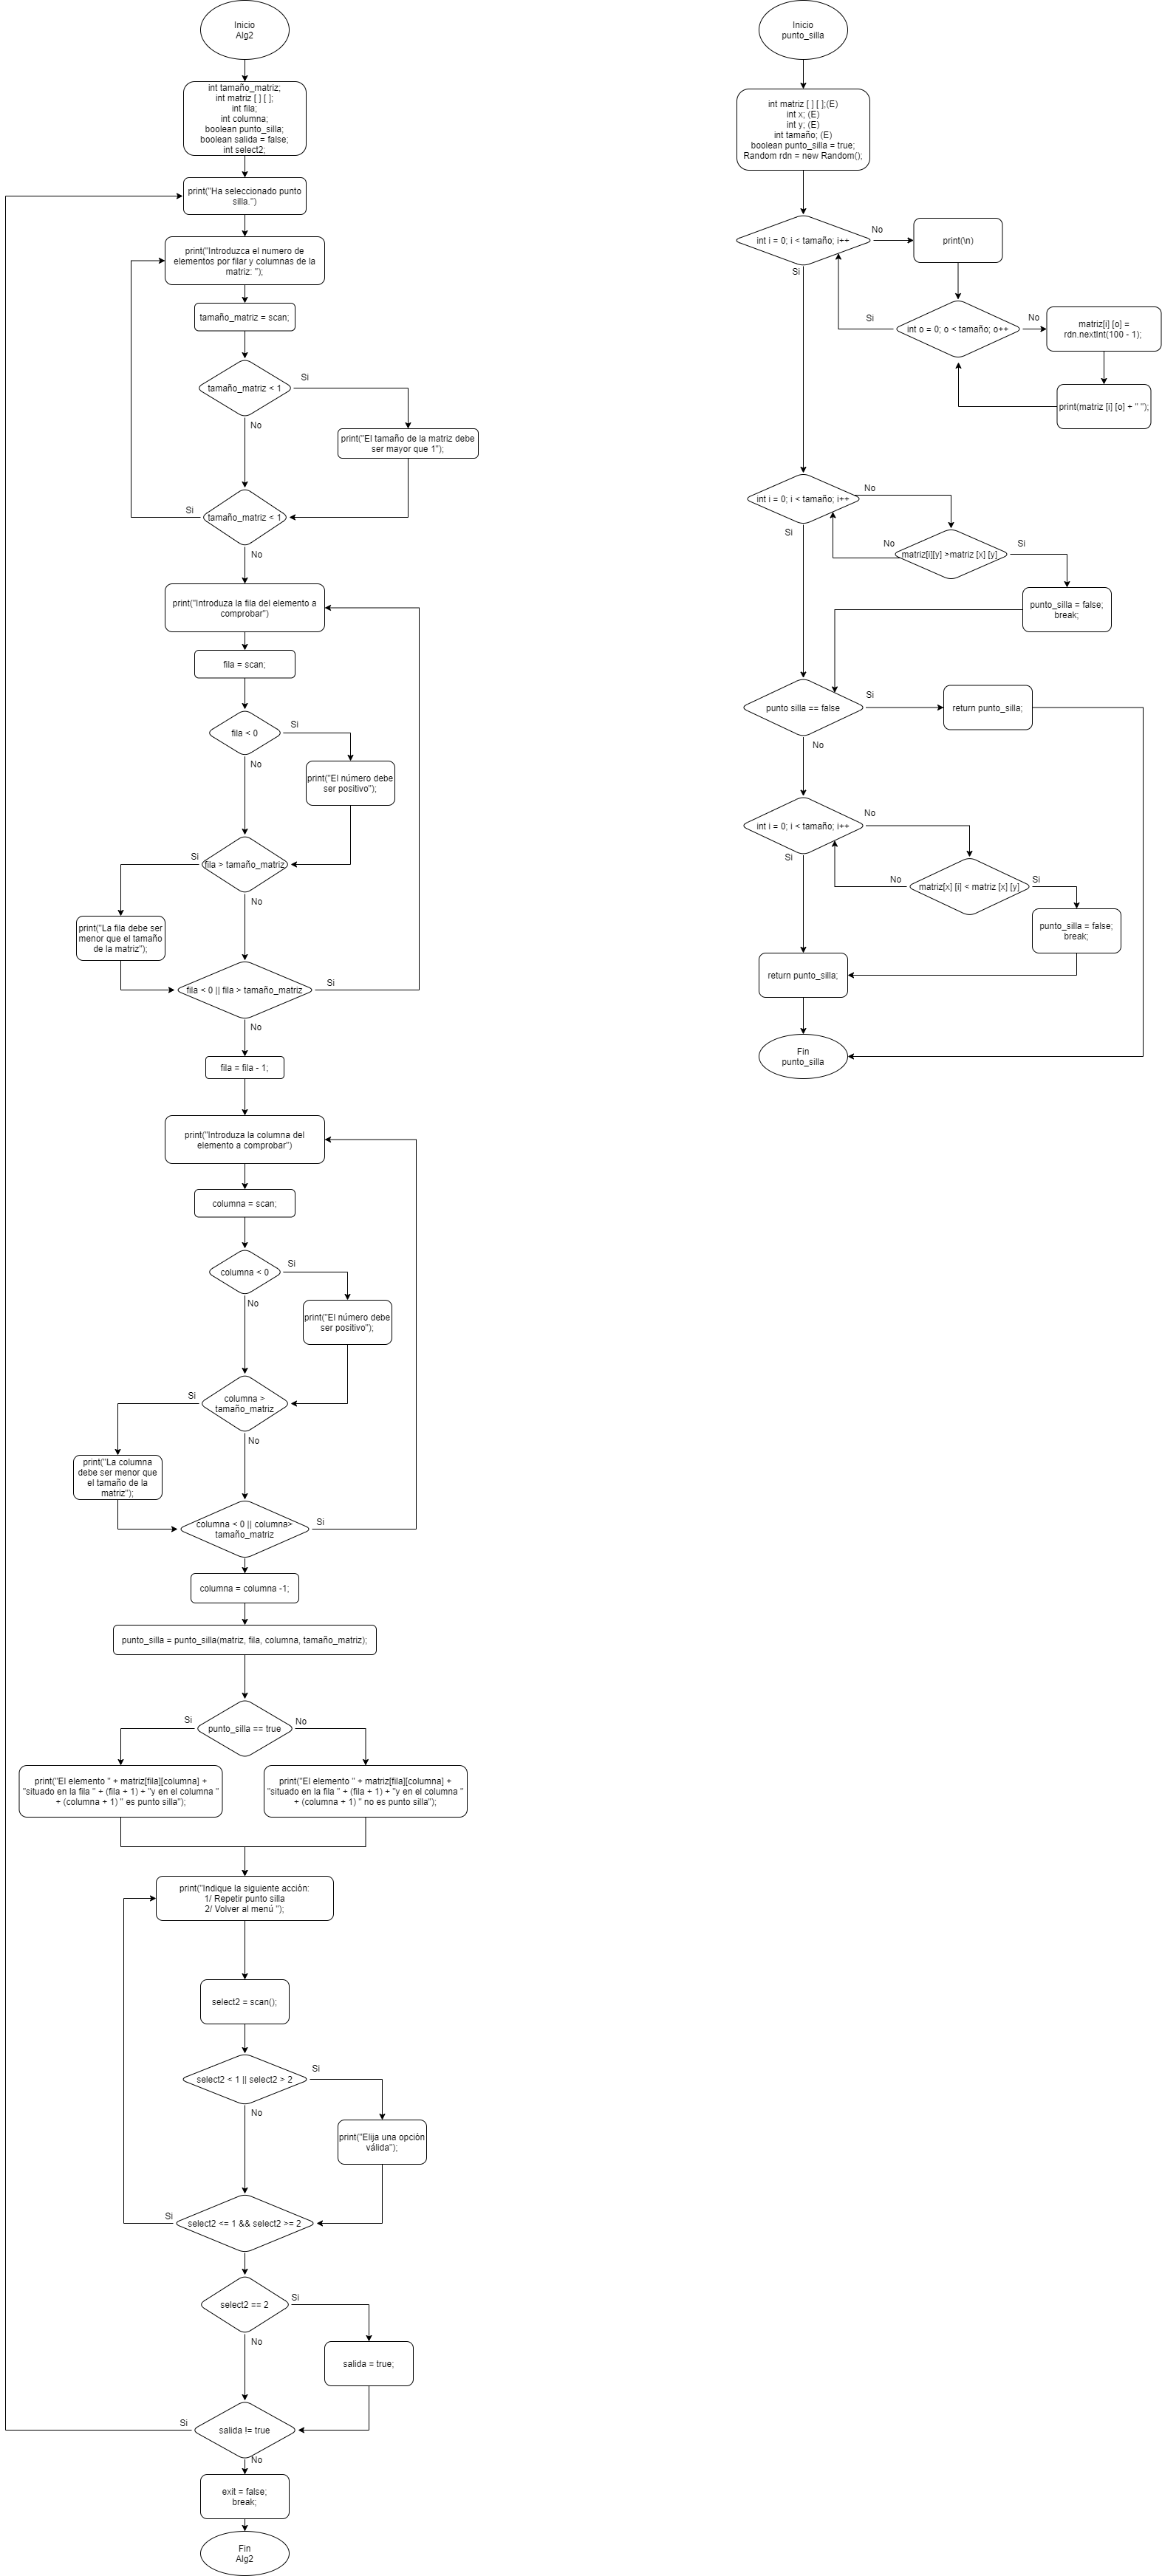 Inicio
Alg2
int tamaño_matriz;
int matriz [ ] [ ];
int fila;
int columna;
boolean punto_silla;
boolean salida = false;
int select2;
print("Ha seleccionado punto
silla.")
print("Introduzca el numero de
elementos por filar y columnas de la
matriz: ");
tamaño_matriz = scan;
tamaño_matriz < 1
Si
No
print("El tamaño de la matriz debe
ser mayor que 1");
tamaño_matriz < 1
Si
No
print("Introduza la fila del elemento a
comprobar")
fila = scan;
fila < 0
Si
No
print("El número debe
ser positivo");
fila > tamaño_matriz
Si
No
print("La fila debe ser
menor que el tamaño
de la matriz");
fila < 0 || fila > tamaño_matriz
Si
No
fila = fila - 1;
print("Introduza la columna del
elemento a comprobar")
columna = scan;
columna < 0
Si
No
print("El número debe
ser positivo");
columna >
tamaño_matriz
Si
No
print("La columna
debe ser menor que
el tamaño de la
matriz");
columna < 0 || columna>
tamaño_matriz
Si
columna = columna -1;
punto_silla = punto_silla(matriz, fila, columna, tamaño_matriz);
punto_silla == true
Si
No
print("El elemento " + matriz[fila][columna] +
"situado en la fila " + (fila + 1) + "y en el columna "
+ (columna + 1) " es punto silla");
print("El elemento " + matriz[fila][columna] +
"situado en la fila " + (fila + 1) + "y en el columna "
+ (columna + 1) " no es punto silla");
print("Indique la siguiente acción:
1/ Repetir punto silla
2/ Volver al menú ");
select2 = scan();
select2 < 1 || select2 > 2
Si
No
print("Elija una opción
válida");
select2 <= 1 && select2 >= 2
Si
select2 == 2
Si
No
salida = true;
salida != true
Si
No
exit = false;
break;
Fin
Alg2
Inicio
punto_silla
int matriz [ ] [ ];(E)
int x; (E)
int y; (E)
int tamaño; (E)
boolean punto_silla = true;
Random rdn = new Random();
int i = 0; i < tamaño; i++
No
Si
print(\n)
int o = 0; o < tamaño; o++
Si
No
matriz[i] [o] =
rdn.nextInt(100 - 1);
print(matriz [i] [o] + " ");
int i = 0; i < tamaño; i++
No
Si
matriz[i][y] >matriz [x] [y]
No
Si
punto_silla = false;
break;
punto silla == false
Si
No
return punto_silla;
int i = 0; i < tamaño; i++
No
Si
matriz[x] [i] < matriz [x] [y]
No
Si
punto_silla = false;
break;
return punto_silla;
Fin
punto_silla